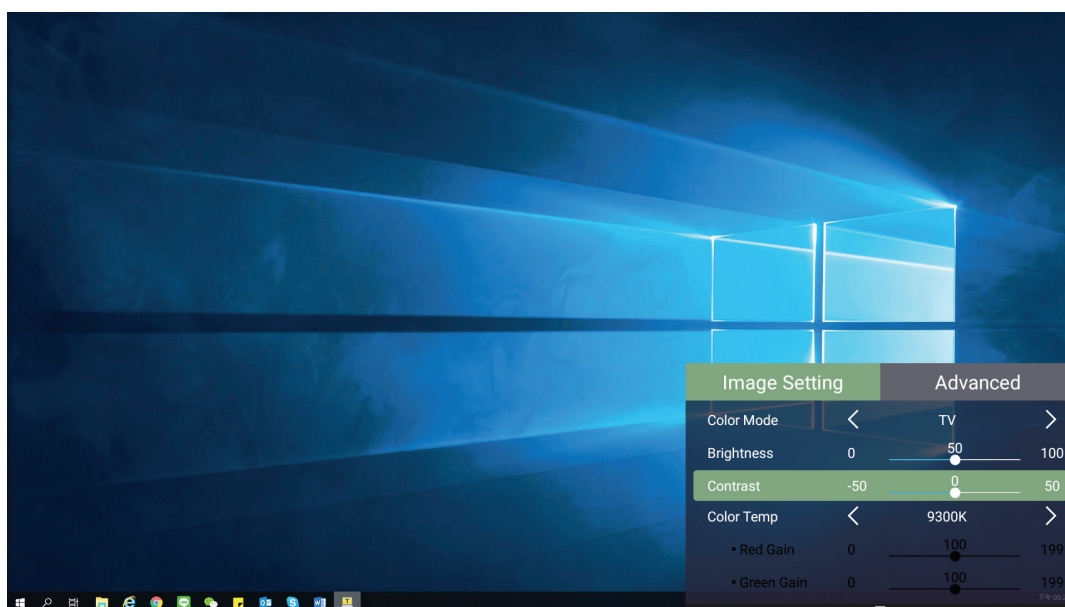 Image Setting Advanced
Color Mode TV
Brightness 0 50 100
Contrast -50 0 50
Color Temp 9300K
• Red Gain 0 100 199
• Green Gain 0 100 199